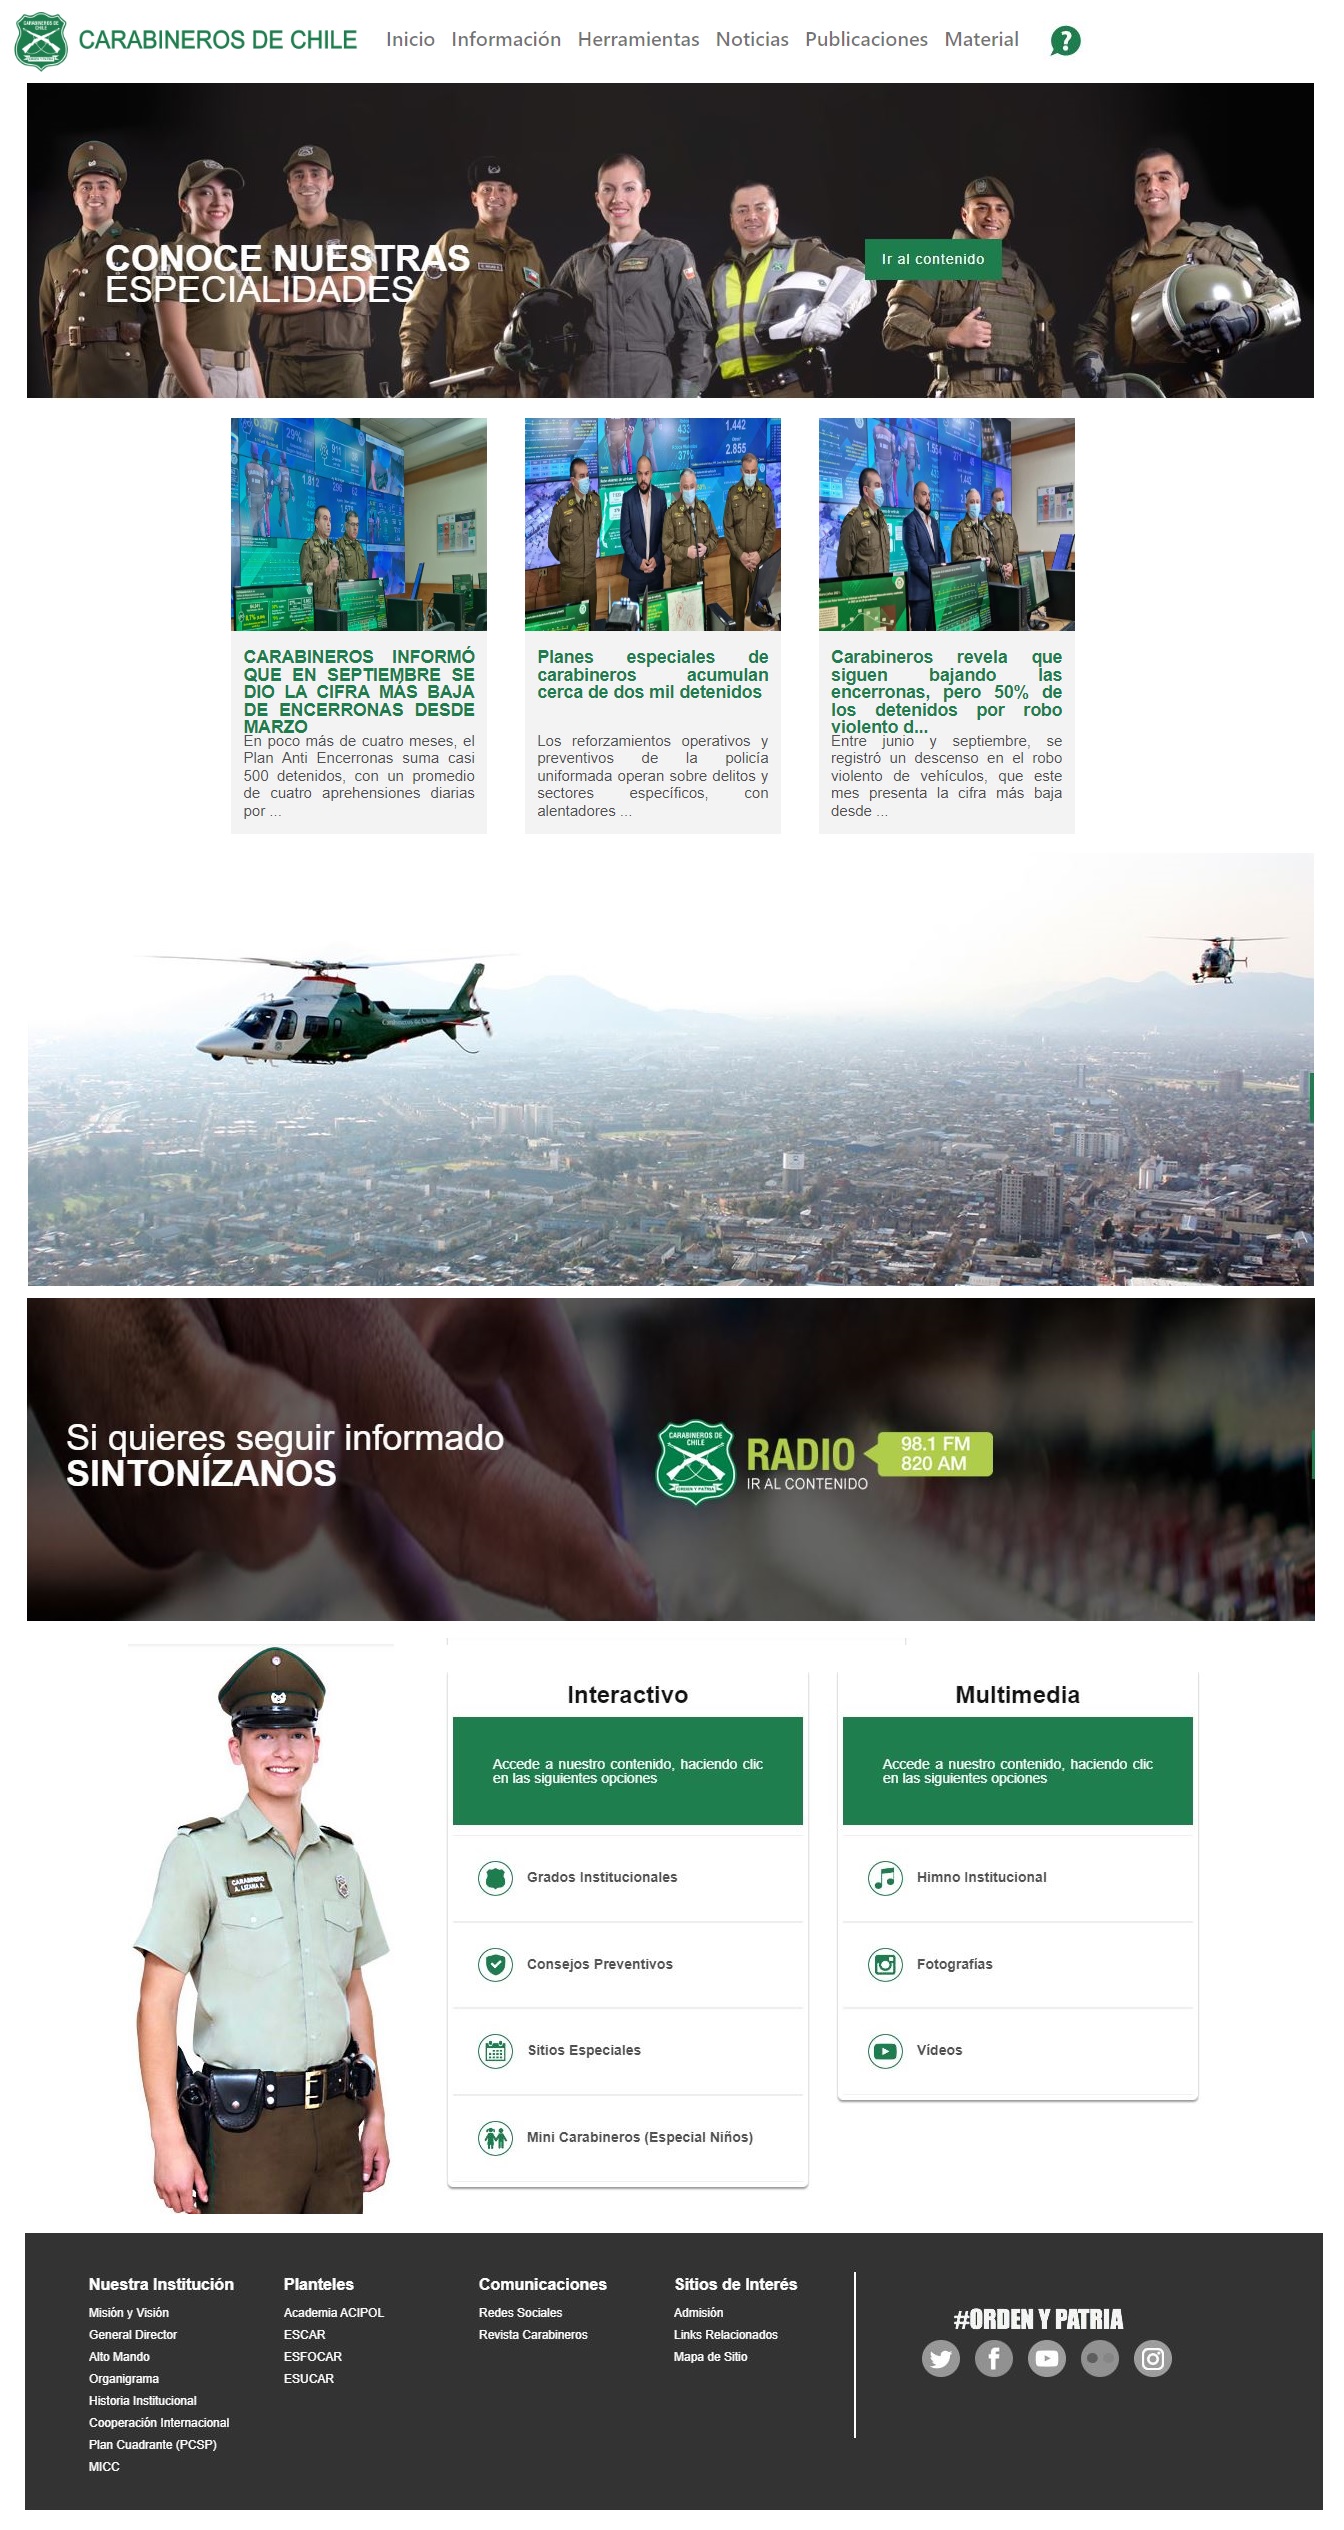 CARABINEROS DE CHILE
Inicio Información Herramientas Noticias Publicaciones Material
?
CONOCE NUESTRAS
ESPECIALIDADES
Ir al contenido
CARABINEROS INFORMÓ
QUE EN SEPTIEMBRE SE
DIO LA CIFRA MÁS BAJA
DE ENCERRONAS DESDE
MARZO
En poco más de cuatro meses, el
Plan Anti Encerronas suma casi
500 detenidos, con un promedio
de cuatro aprehensiones diarias
por ...
Planes especiales de
carabineros acumulan
cerca de dos mil detenidos
Los reforzamientos operativos y
preventivos de la policía
uniformada operan sobre delitos y
sectores específicos, con
alentadores ...
Carabineros revela que
siguen bajando las
encerronas, pero 50% de
los detenidos por robo
violento d...
Entre junio y septiembre, se
registró un descenso en el robo
violento de vehículos, que este
mes presenta la cifra más baja
desde ...
Carabineros de Chile
Si quieres seguir informado
SINTONÍZANOS
CARABINEROS DE
CHILE
ORDEN Y PATRIA
RADIO
98.1 FM
820 AM
IR AL CONTENIDO
CARABINERO
A. LIZANA A.
Interactivo
Accede a nuestro contenido, haciendo clic
en las siguientes opciones
Grados Institucionales
Consejos Preventivos
Sitios Especiales
Mini Carabineros (Especial Niños)
Multimedia
Accede a nuestro contenido, haciendo clic
en las siguientes opciones
Himno Institucional
Fotografías
Videos
Nuestra Institución
Misión y Visión
General Director
Alto Mando
Organigrama
Historia Institucional
Cooperación Internacional
Plan Cuadrante (PCSP)
MICC
Planteles
Academia ACIPOL
ESCAR
ESFOCAR
ESUCAR
Comunicaciones
Redes Sociales
Revista Carabineros
Sitios de Interés
Admisión
Links Relacionados
Mapa de Sitio
#ORDEN Y PATRIA